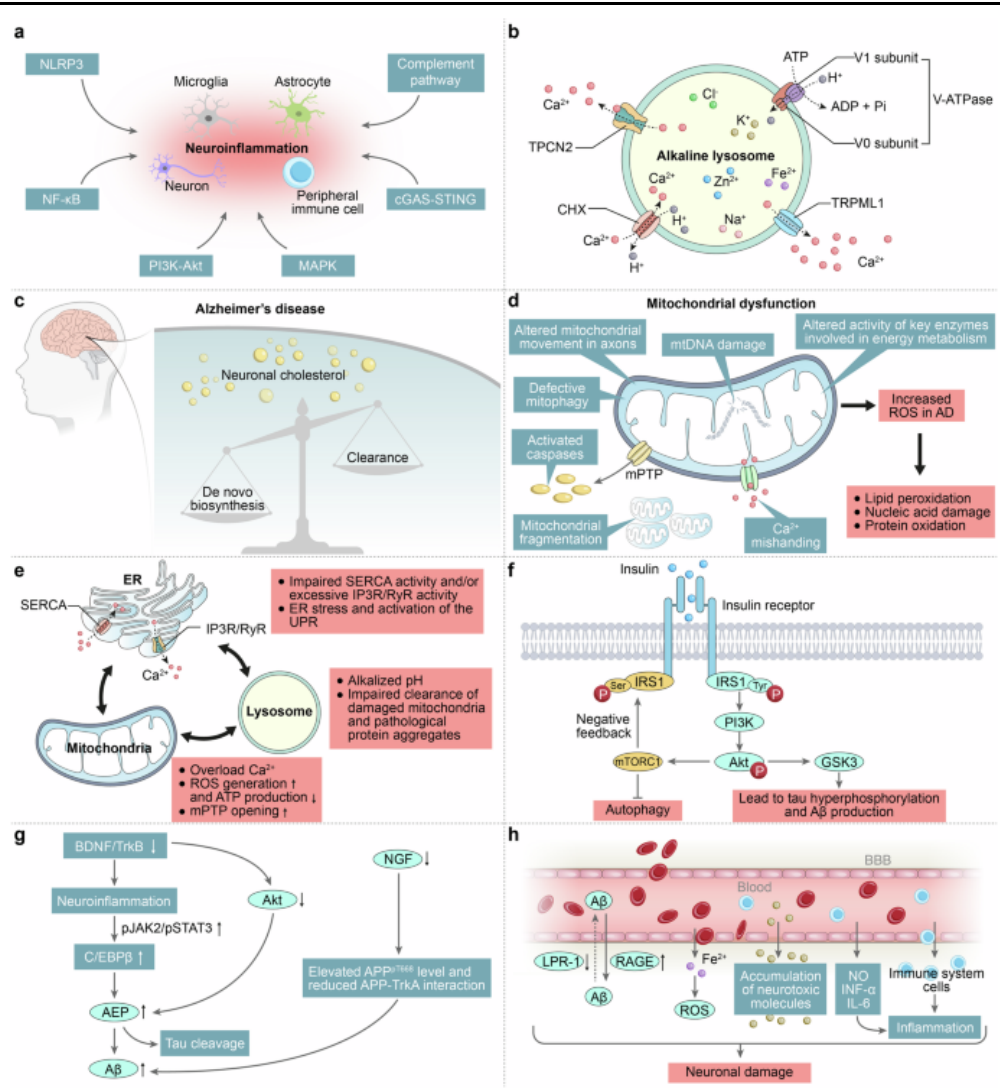 a
NLRP3
Microglia
Astrocyte
Complement
pathway
Neuroinflammation
Neuron
Peripheral
immune cell
NF-κB
cGAS-STING
PI3K-Akt
MAPK
b
ATP
V1 subunit
H⁺
Ca²⁺
Cl⁻
ADP + Pi
V-ATPase
K⁺
TPCN2
V0 subunit
Alkaline lysosome
Ca²⁺
Zn²⁺
Fe²⁺
CHX
TRPML1
H⁺
Na⁺
Ca²⁺
H⁺
Ca²⁺
c
Alzheimer's disease
Neuronal cholesterol
Clearance
De novo
biosynthesis
d
Mitochondrial dysfunction
Altered mitochondrial
movement in axons
mtDNA damage
Altered activity of key enzymes
involved in energy metabolism
Defective
mitophagy
Increased
ROS in AD
Activated
caspases
mPTP
Mitochondrial
fragmentation
Ca²⁺
mishanding
• Lipid peroxidation
• Nucleic acid damage
• Protein oxidation
e
ER
SERCA
IP3R/RyR
Ca²⁺
• Impaired SERCA activity and/or
excessive IP3R/RyR activity
• ER stress and activation of the
UPR
Lysosome
• Alkalized pH
• Impaired clearance of
damaged mitochondria
and pathological
protein aggregates
Mitochondria
• Overload Ca²⁺
• ROS generation ↑
and ATP production ↓
• mPTP opening ↑
f
Insulin
Insulin receptor
P
Ser
IRS1
IRS1
Tyr
P
Negative
feedback
PI3K
mTORC1
Akt
P
GSK3
Autophagy
Lead to tau hyperphosphorylation
and Aβ production
g
BDNF/TrkB ↓
NGF ↓
Neuroinflammation
Akt ↓
pJAK2/pSTAT3 ↑
C/EBPβ ↑
Elevated APPᵖᵀ⁶⁶⁸ level and
reduced APP-TrkA interaction
AEP ↑
Tau cleavage
Aβ ↑
h
BBB
Blood
Aβ
LPR-1 ↓
RAGE ↑
Fe²⁺
Aβ
ROS
Accumulation
of neurotoxic
molecules
NO
INF-α
IL-6
Immune system
cells
Inflammation
Neuronal damage